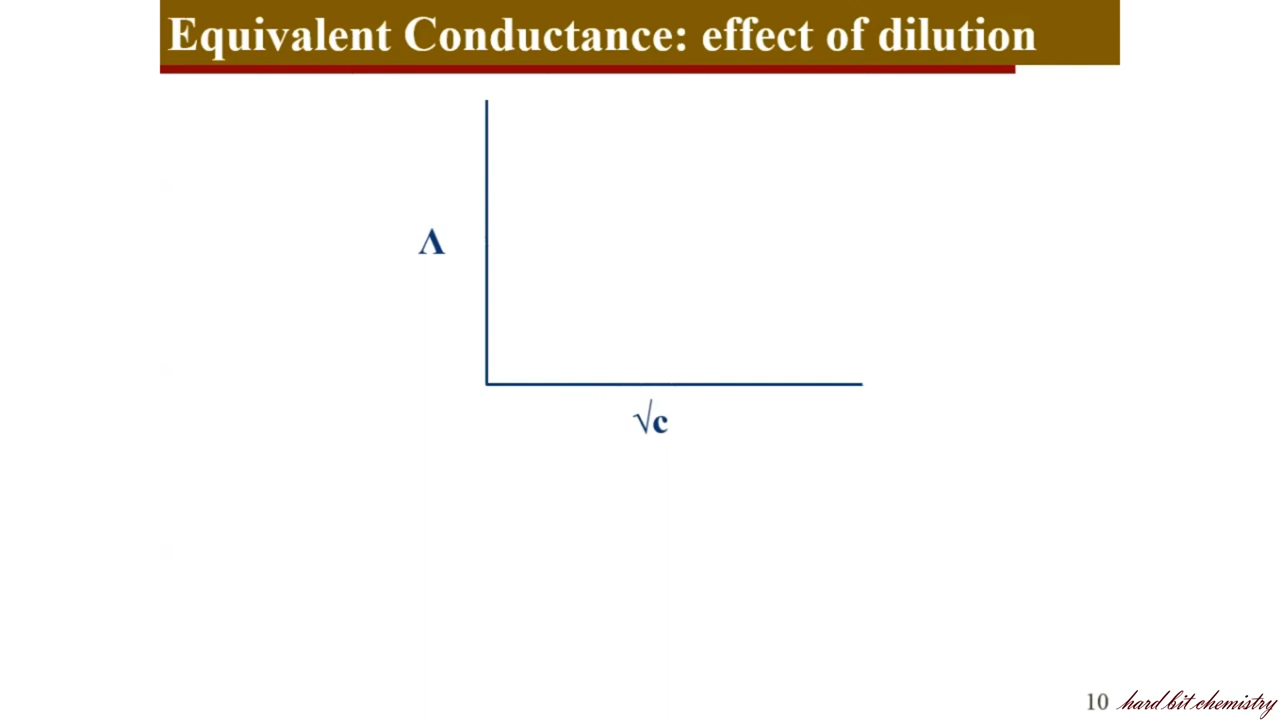 Equivalent Conductance: effect of dilution
Λ
√c
10 hard bit chemistry